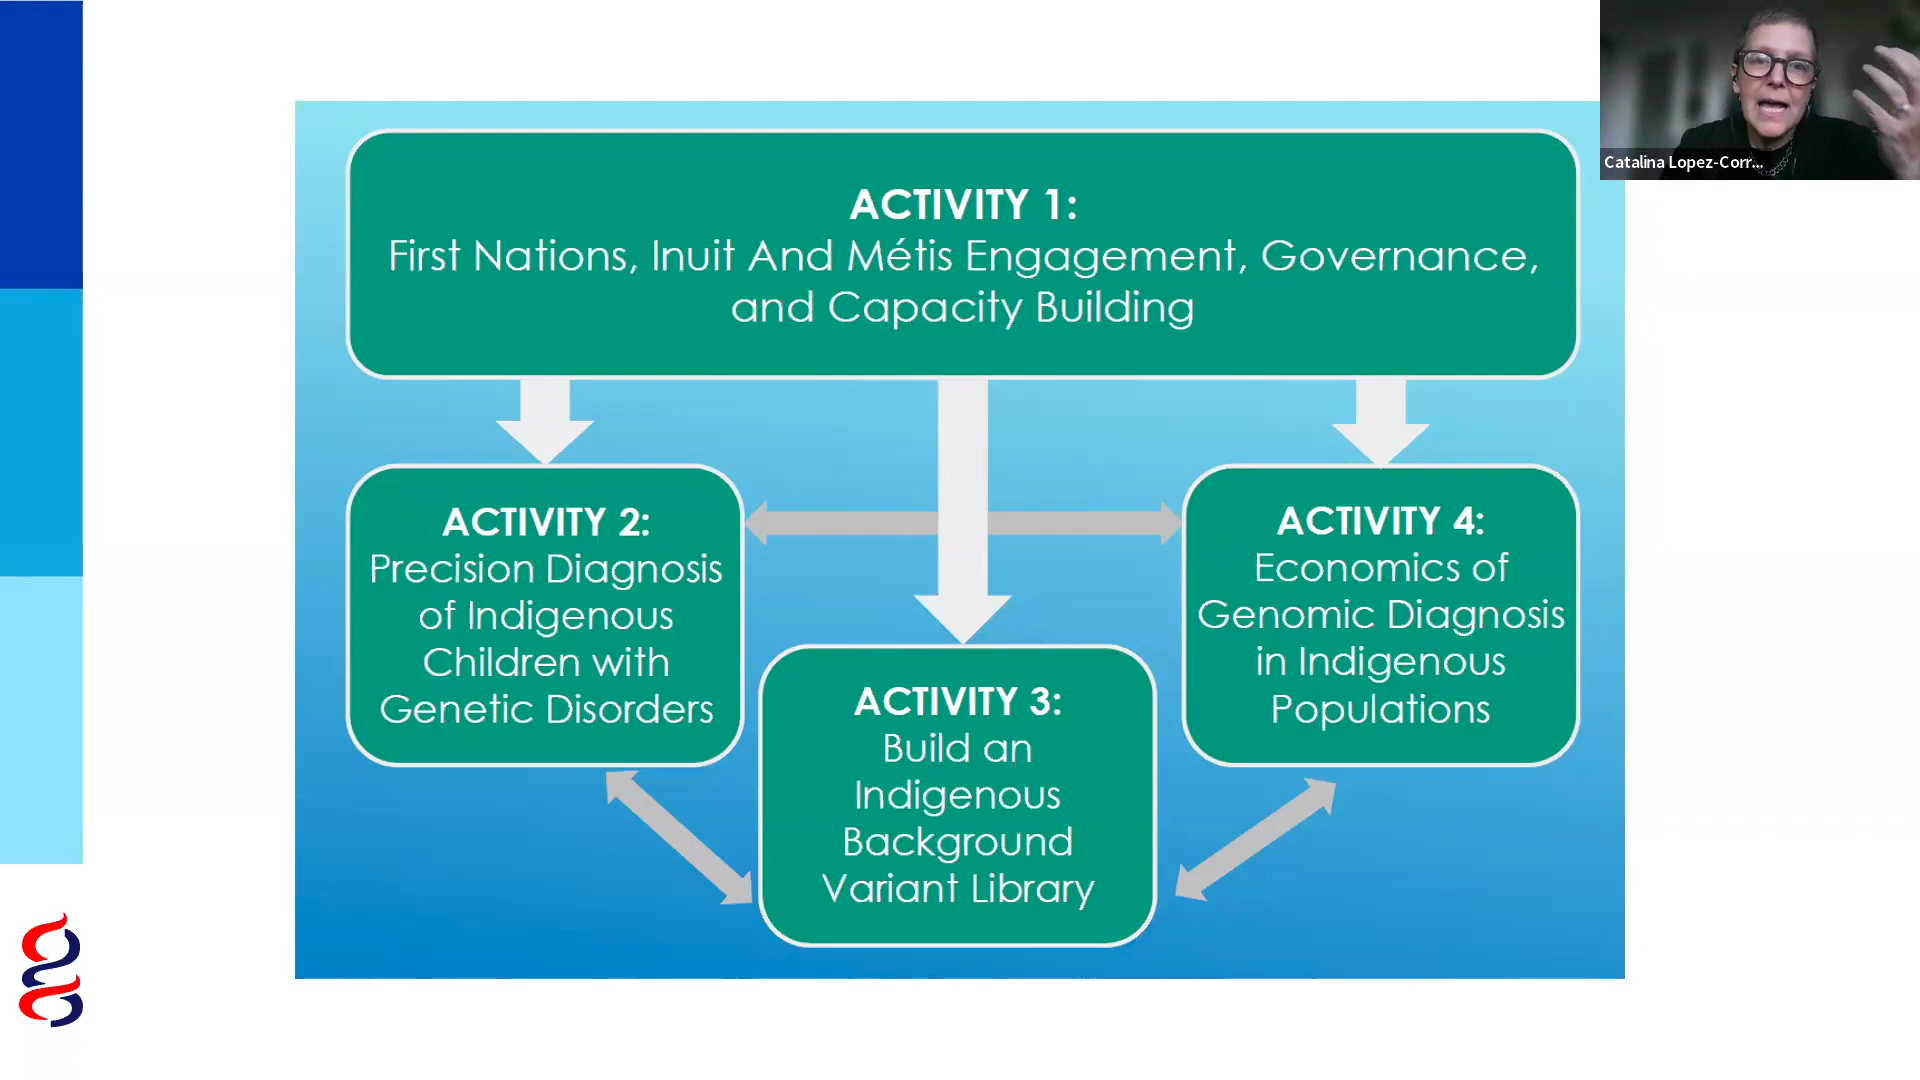 ACTIVITY 1:
First Nations, Inuit And Métis Engagement, Governance,
and Capacity Building
ACTIVITY 2:
Precision Diagnosis
of Indigenous
Children with
Genetic Disorders
ACTIVITY 3:
Build an
Indigenous
Background
Variant Library
ACTIVITY 4:
Economics of
Genomic Diagnosis
in Indigenous
Populations
Catalina Lopez-Corr...